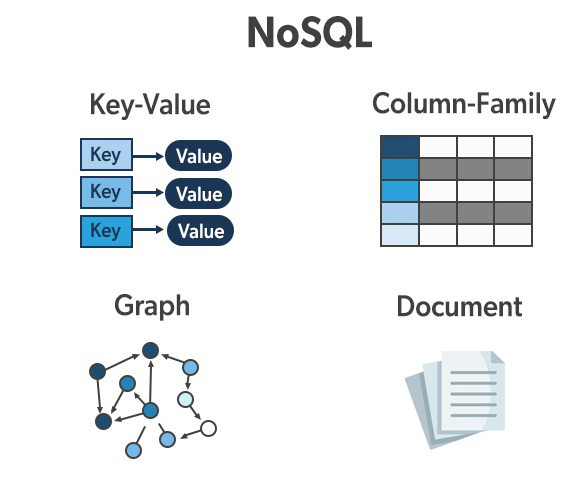 NoSQL
Key-Value
Key
Value
Key
Value
Key
Value
Column-Family
Graph
Document